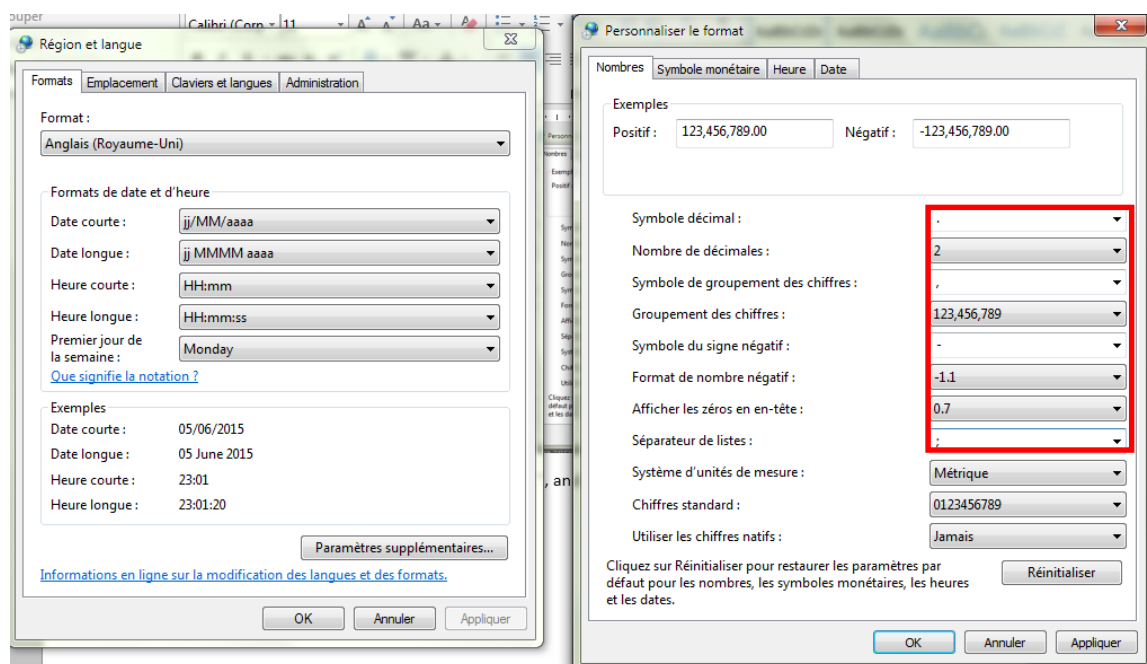 ouper
Calibri (Corp
11
Aa
Région et langue
Formats
Emplacement
Claviers et langues
Administration
Format :
Anglais (Royaume-Uni)
Formats de date et d'heure
Date courte :
jj/MM/aaaa
Date longue :
jj MMMM aaaa
Heure courte :
HH:mm
Heure longue :
HH:mm:ss
Premier jour de
la semaine :
Monday
Que signifie la notation ?
Exemples
Date courte :
05/06/2015
Date longue :
05 June 2015
Heure courte :
23:01
Heure longue :
23:01:20
Paramètres supplémentaires...
Informations en ligne sur la modification des langues et des formats.
OK
Annuler
Appliquer
, an
Personnaliser le format
Nombres
Symbole monétaire
Heure
Date
Exemples
Positif :
123,456,789.00
Négatif :
-123,456,789.00
Symbole décimal :
.
Nombre de décimales :
2
Symbole de groupement des chiffres :
,
Groupement des chiffres :
123,456,789
Symbole du signe négatif :
-
Format de nombre négatif :
-1.1
Afficher les zéros en en-tête :
0.7
Séparateur de listes :
;
Système d'unités de mesure :
Métrique
Chiffres standard :
0123456789
Utiliser les chiffres natifs :
Jamais
Cliquez sur Réinitialiser pour restaurer les paramètres par
défaut pour les nombres, les symboles monétaires, les heures
et les dates.
Réinitialiser
OK
Annuler
Appliquer